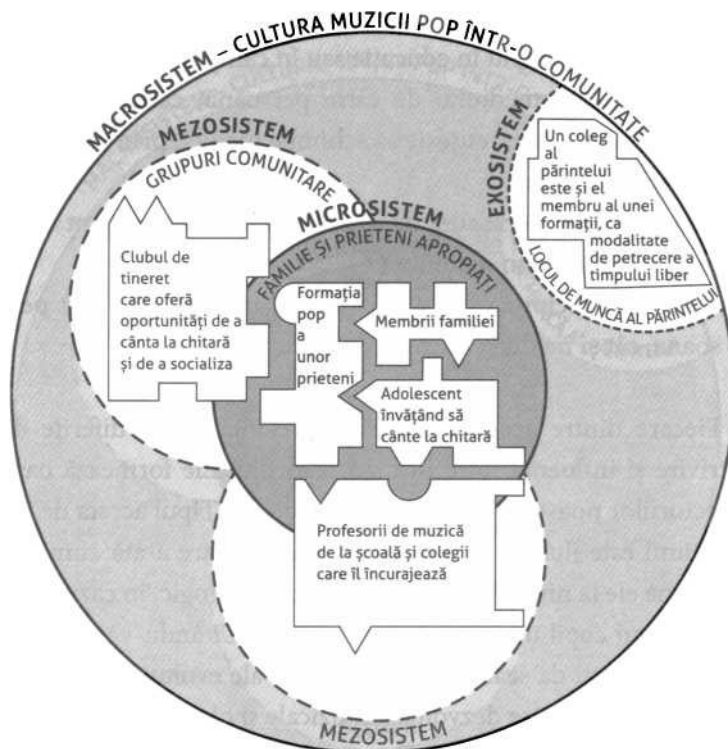 MACROSISTEM – CULTURA MUZICII POP ÎNTR-O COMUNITATE
MEZOSISTEM
GRUPURI COMUNITARE
Clubul de
tineret
care oferă
oportunități de a
cânta la chitară
și de a socializa
MICROSISTEM
FAMILIE ȘI PRIETENI APROPIAȚI
Formația
pop
a
unor
prieteni
Membrii familiei
Adolescent
învățând să
cânte la chitară
EXOSISTEM
Un coleg
al
părintelui
este și el
membru al unei
formații, ca
modalitate
de petrecere a
timpului liber
LOCUL DE MUNCĂ AL PĂRINTELUI
Profesorii de muzică
de la școală și colegii
care îl încurajează
MEZOSISTEM